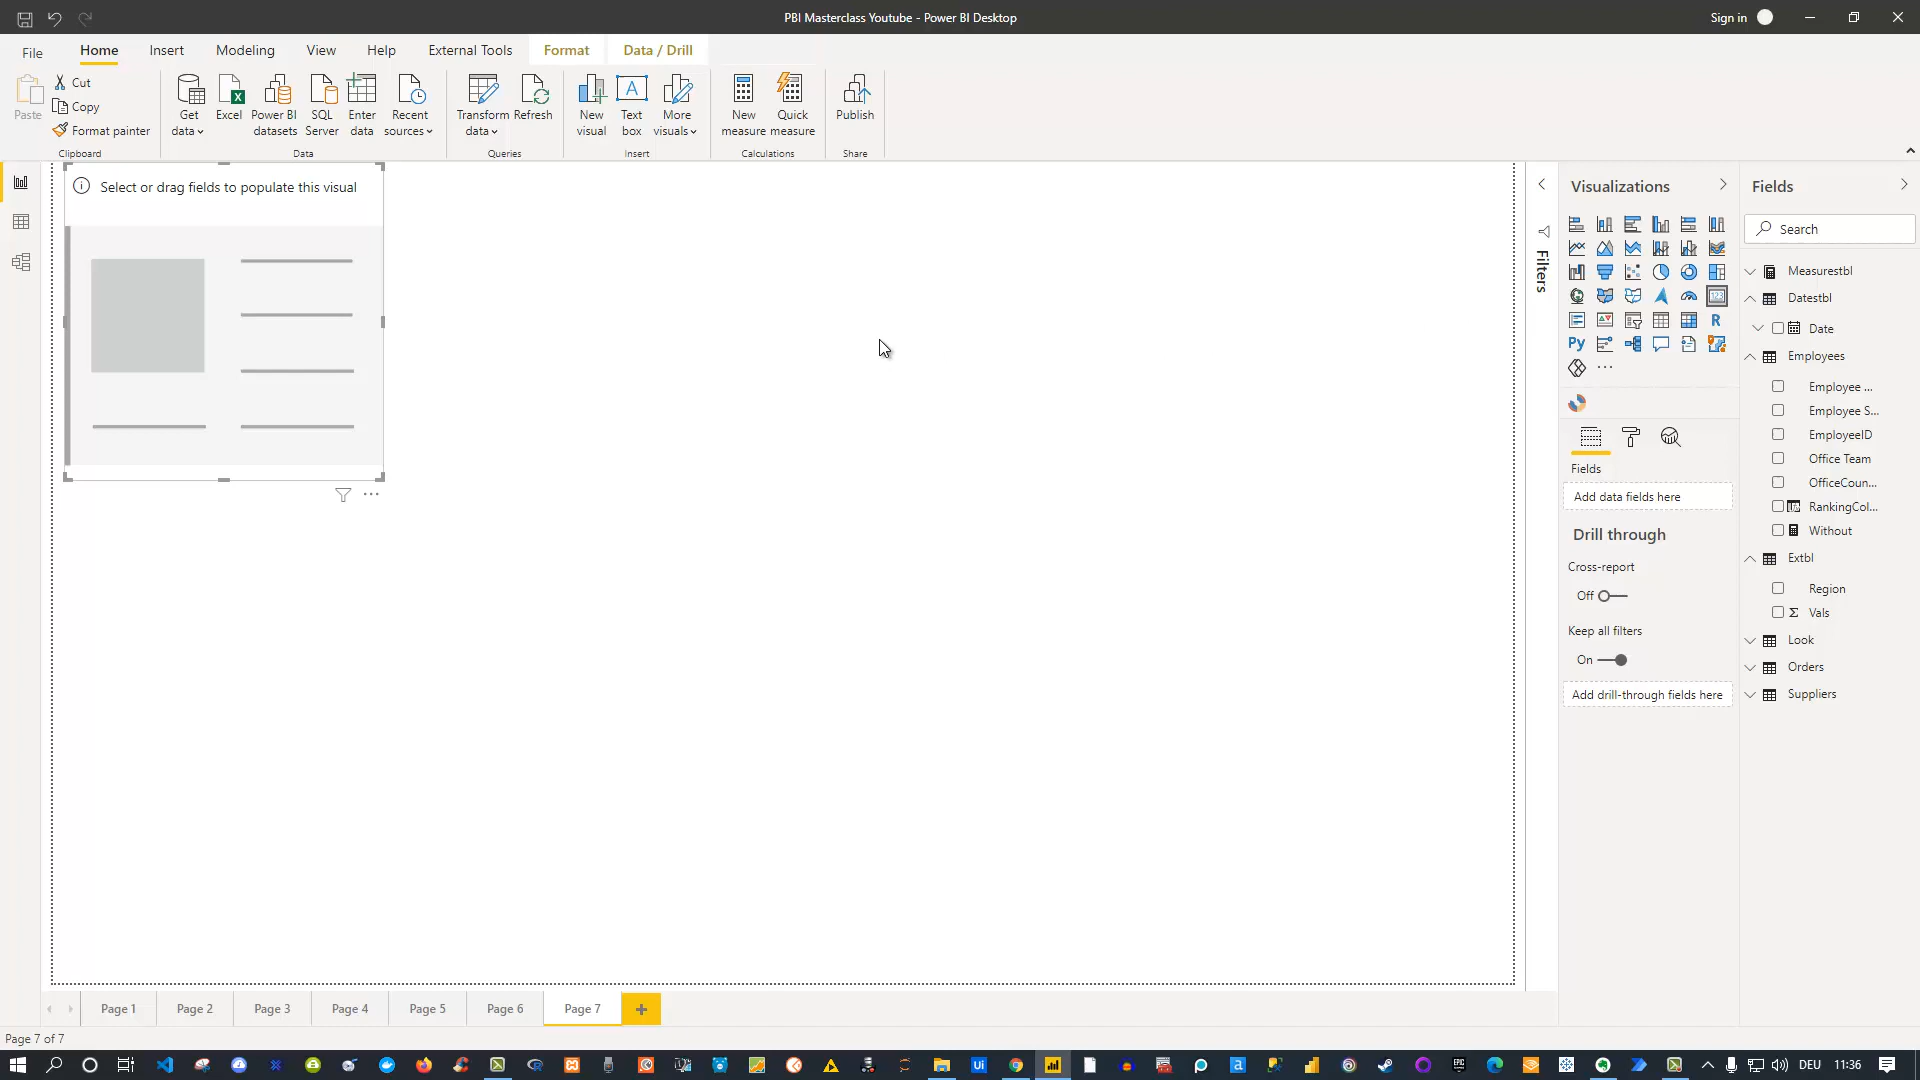 PBI Masterclass Youtube - Power BI Desktop
Sign in
File
Home
Insert
Modeling
View
Help
External Tools
Format
Data / Drill
Paste
Cut
Copy
Format painter
Clipboard
Get
data
Excel
Power BI
datasets
SQL
Server
Enter
data
Recent
sources
Data
Transform
data
Refresh
Queries
New
visual
Text
box
More
visuals
Insert
New
measure
Quick
measure
Calculations
Publish
Share
Select or drag fields to populate this visual
Filters
Visualizations
Fields
Add data fields here
Drill through
Cross-report
Off
Keep all filters
On
Add drill-through fields here
Fields
Search
Measurestbl
Datestbl
Date
Employees
Employee ...
Employee S...
EmployeeID
Office Team
OfficeCoun...
RankingCol...
Without
Extbl
Region
Vals
Look
Orders
Suppliers
Page 1
Page 2
Page 3
Page 4
Page 5
Page 6
Page 7
Page 7 of 7
DEU
11:36